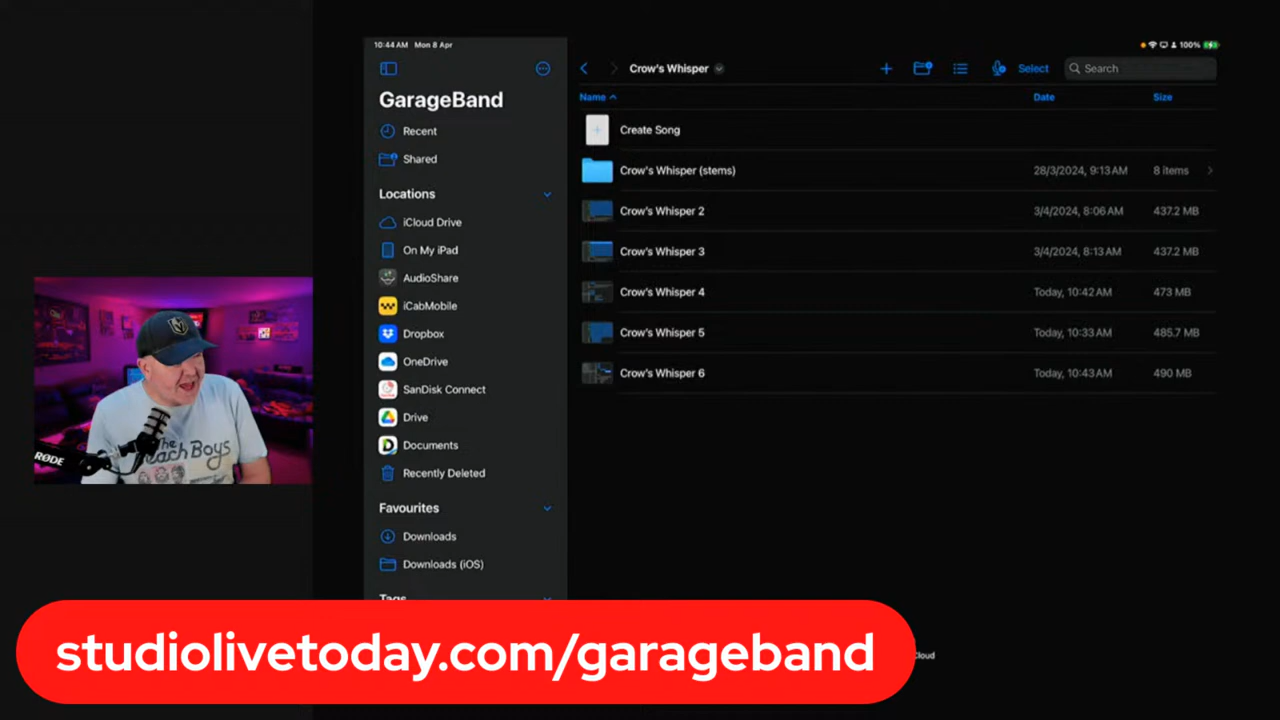 10:44 AM Mon 8 Apr
100%
GarageBand
Recent
Shared
Locations
iCloud Drive
On My iPad
AudioShare
iCabMobile
Dropbox
OneDrive
SanDisk Connect
Drive
Documents
Recently Deleted
Favourites
Downloads
Downloads (iOS)
Tags
Crow's Whisper
Select
Search
Name Date Size
Create Song
Crow's Whisper (stems) 28/3/2024, 9:13 AM 8 items
Crow's Whisper 2 3/4/2024, 8:06 AM 437.2 MB
Crow's Whisper 3 3/4/2024, 8:13 AM 437.2 MB
Crow's Whisper 4 Today, 10:42 AM 473 MB
Crow's Whisper 5 Today, 10:33 AM 485.7 MB
Crow's Whisper 6 Today, 10:43 AM 490 MB
RØDE
The
each Boys
studiolivetoday.com/garageband
Cloud